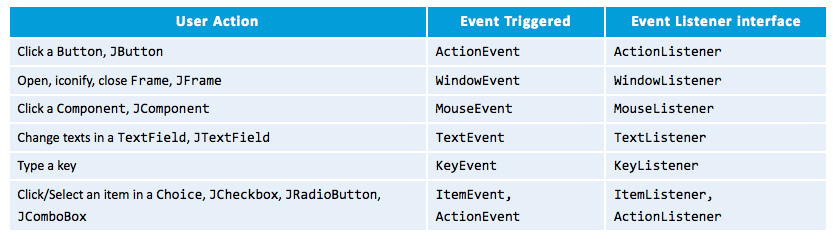 User Action Event Triggered Event Listener interface
Click a Button, JButton ActionEvent ActionListener
Open, iconify, close Frame, JFrame WindowEvent WindowListener
Click a Component, JComponent MouseEvent MouseListener
Change texts in a TextField, JTextField TextEvent TextListener
Type a key KeyEvent KeyListener
Click/Select an item in a Choice, JCheckbox, JRadioButton, ItemEvent, ItemListener,
JComboBox ActionEvent ActionListener